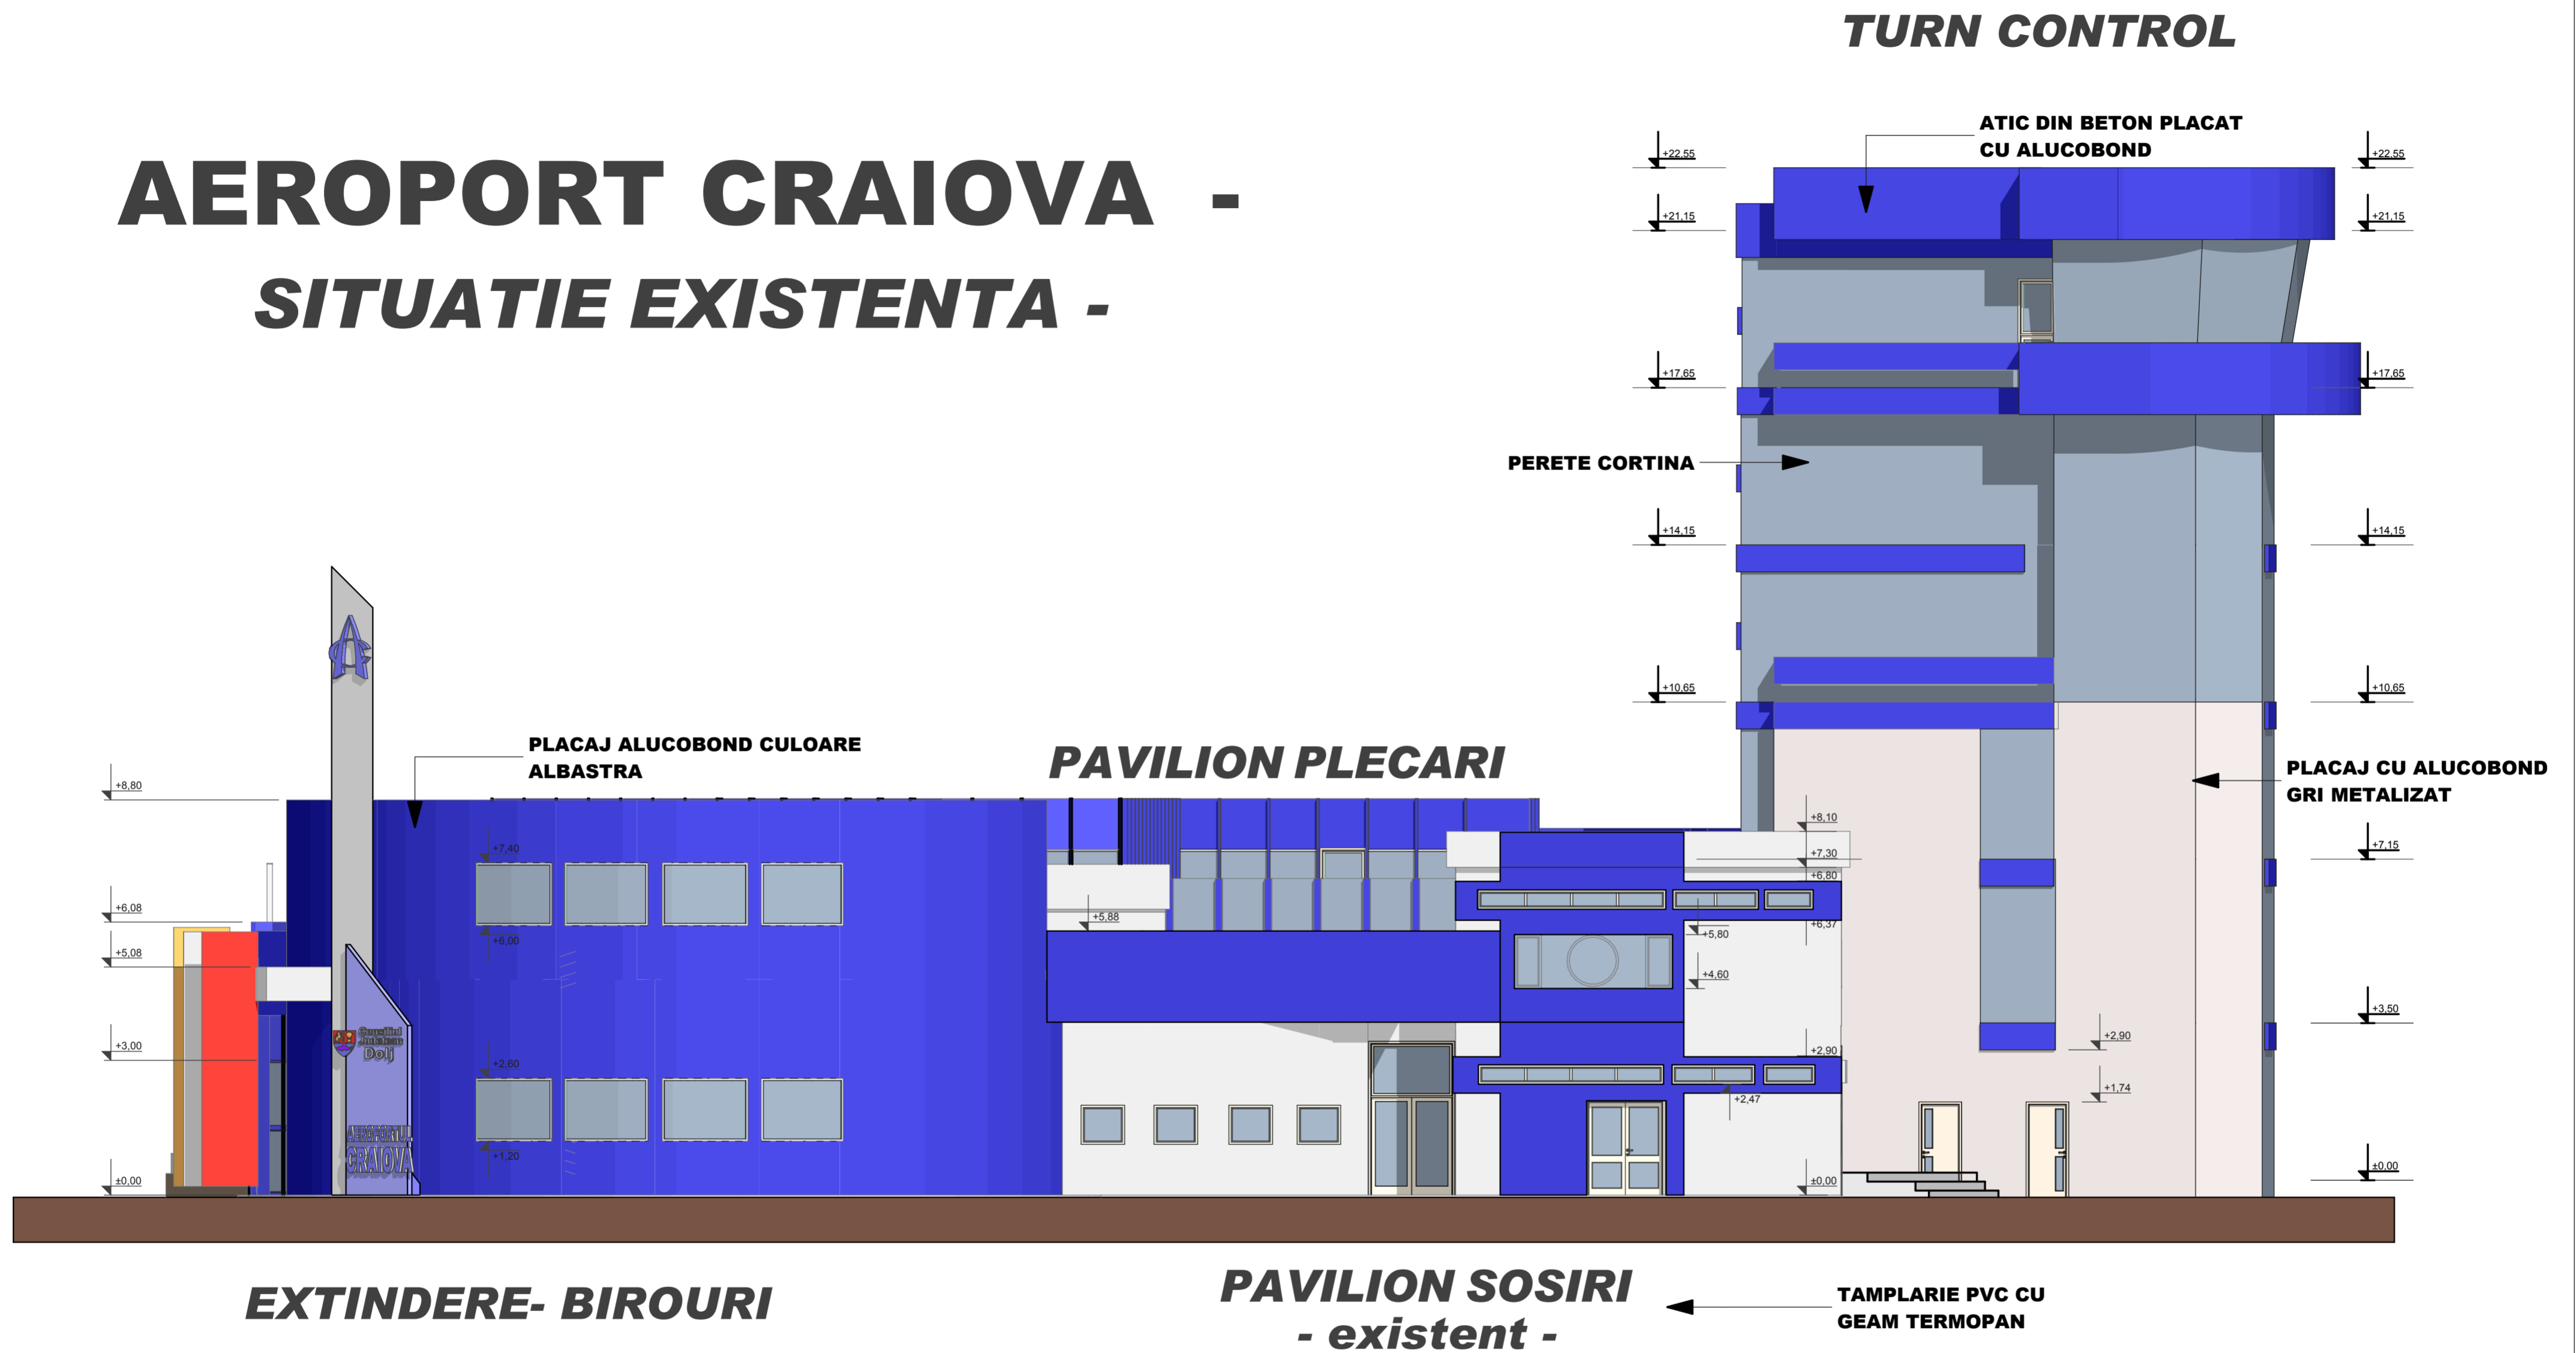 TURN CONTROL
ATIC DIN BETON PLACAT
CU ALUCOBOND
AEROPORT CRAIOVA -
SITUATIE EXISTENTA -
+22,55
+22,55
+21,15
+21,15
+17,65
+17,65
PERETE CORTINA
+14,15
+14,15
+10,65
+10,65
PLACAJ ALUCOBOND CULOARE
ALBASTRA
PAVILION PLECARI
PLACAJ CU ALUCOBOND
GRI METALIZAT
+8,80
+8,10
+7,40
+7,30
+7,15
+6,80
+6,08
+5,88
+6,37
+5,80
+6,00
+5,08
+4,60
+3,50
Consiliul
Judetean
Dolj
+3,00
+2,60
+2,90
+2,90
+1,74
+2,47
AEROPORTUL
CRAIOVA
+1,20
±0,00
±0,00
±0,00
EXTINDERE- BIROURI
PAVILION SOSIRI
- existent -
TAMPLARIE PVC CU
GEAM TERMOPAN